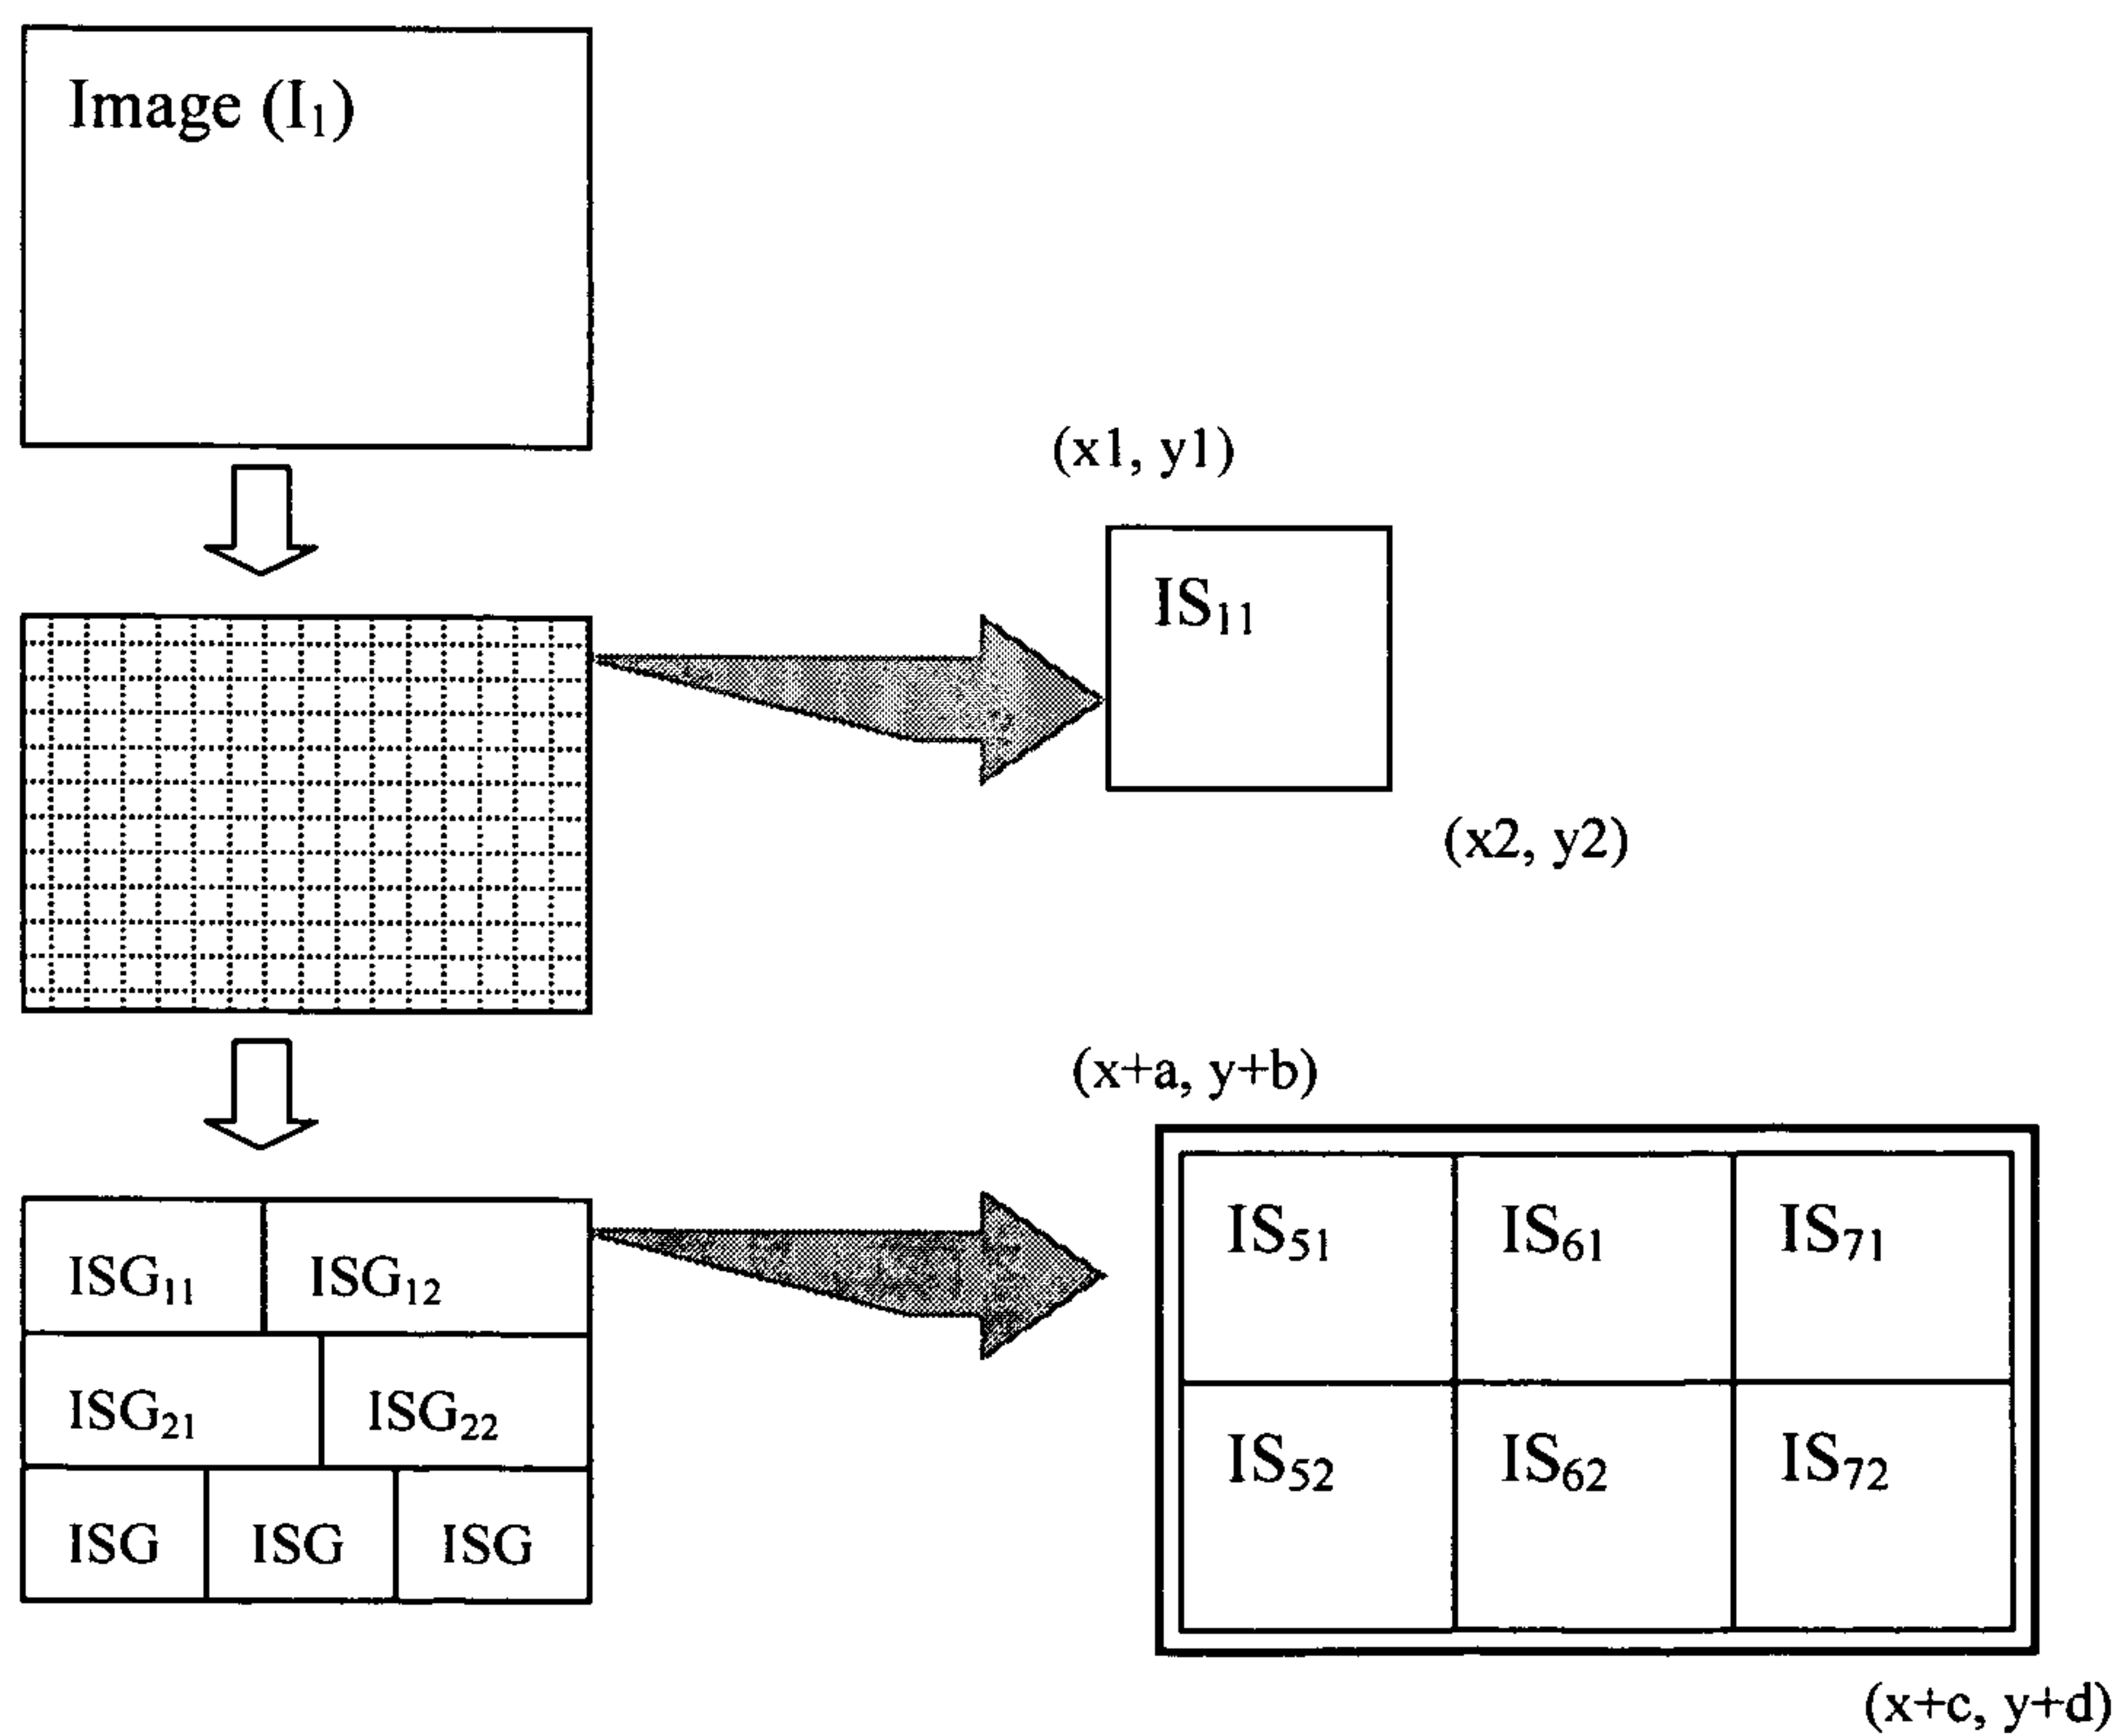 Image (I₁)
(x1, y1)
IS₁₁
(x2, y2)
(x+a, y+b)
ISG₁₁ ISG₁₂
ISG₂₁ ISG₂₂
ISG ISG ISG
IS₅₁ IS₆₁ IS₇₁
IS₅₂ IS₆₂ IS₇₂
(x+c, y+d)